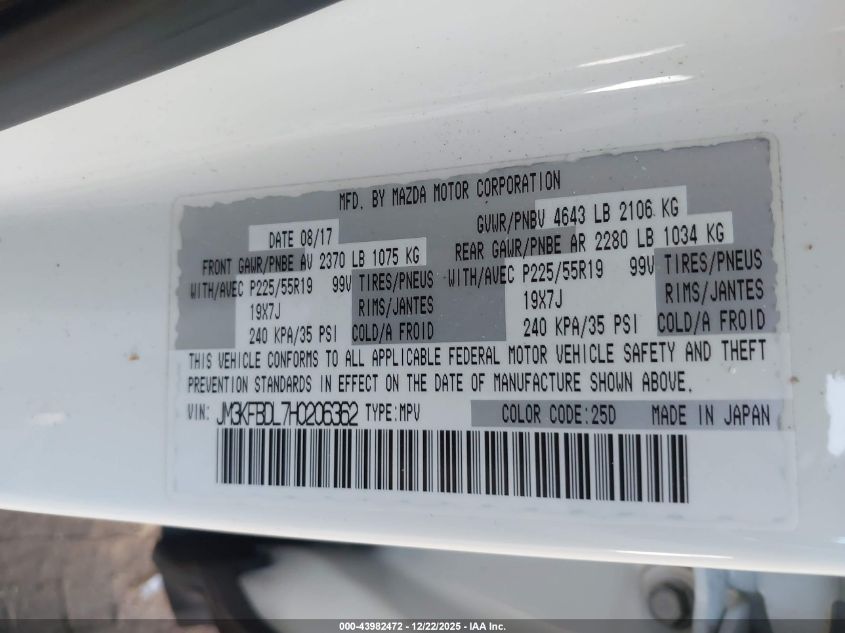 MFD. BY MAZDA MOTOR CORPORATION
DATE 08/17 GVWR/PNBV 4643 LB 2106 KG
FRONT GAWR/PNBE AV 2370 LB 1075 KG REAR GAWR/PNBE AR 2280 LB 1034 KG
WITH/AVEC P225/55R19 99V TIRES/PNEUS WITH/AVEC P225/55R19 99V TIRES/PNEUS
19X7J RIMS/JANTES 19X7J RIMS/JANTES
240 KPA/35 PSI COLD/A FROID 240 KPA/35 PSI COLD/A FROID
THIS VEHICLE CONFORMS TO ALL APPLICABLE FEDERAL MOTOR VEHICLE SAFETY AND THEFT
PREVENTION STANDARDS IN EFFECT ON THE DATE OF MANUFACTURE SHOWN ABOVE.
VIN: JM3KFBDL7H0206362 TYPE:MPV COLOR CODE:25D MADE IN JAPAN
000-43982472 • 12/22/2025 • IAA Inc.